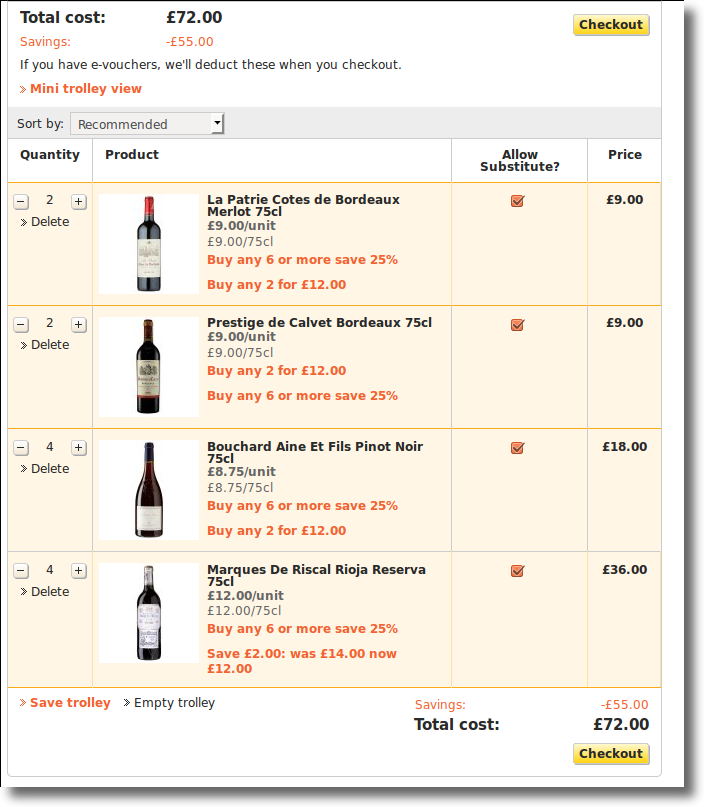 Total cost: £72.00
Checkout
Savings: -£55.00
If you have e-vouchers, we'll deduct these when you checkout.
Mini trolley view
Sort by: Recommended
Quantity Product Allow Substitute? Price
2
Delete
La Patrie Cotes de Bordeaux
Merlot 75cl
£9.00/unit
£9.00/75cl
Buy any 6 or more save 25%
Buy any 2 for £12.00
£9.00
2
Delete
Prestige de Calvet Bordeaux 75cl
£9.00/unit
£9.00/75cl
Buy any 2 for £12.00
Buy any 6 or more save 25%
£9.00
4
Delete
Bouchard Aine Et Fils Pinot Noir
75cl
£8.75/unit
£8.75/75cl
Buy any 6 or more save 25%
Buy any 2 for £12.00
£18.00
4
Delete
Marques De Riscal Rioja Reserva
75cl
£12.00/unit
£12.00/75cl
Buy any 6 or more save 25%
Save £2.00: was £14.00 now
£12.00
£36.00
Save trolley Empty trolley
Savings: -£55.00
Total cost: £72.00
Checkout